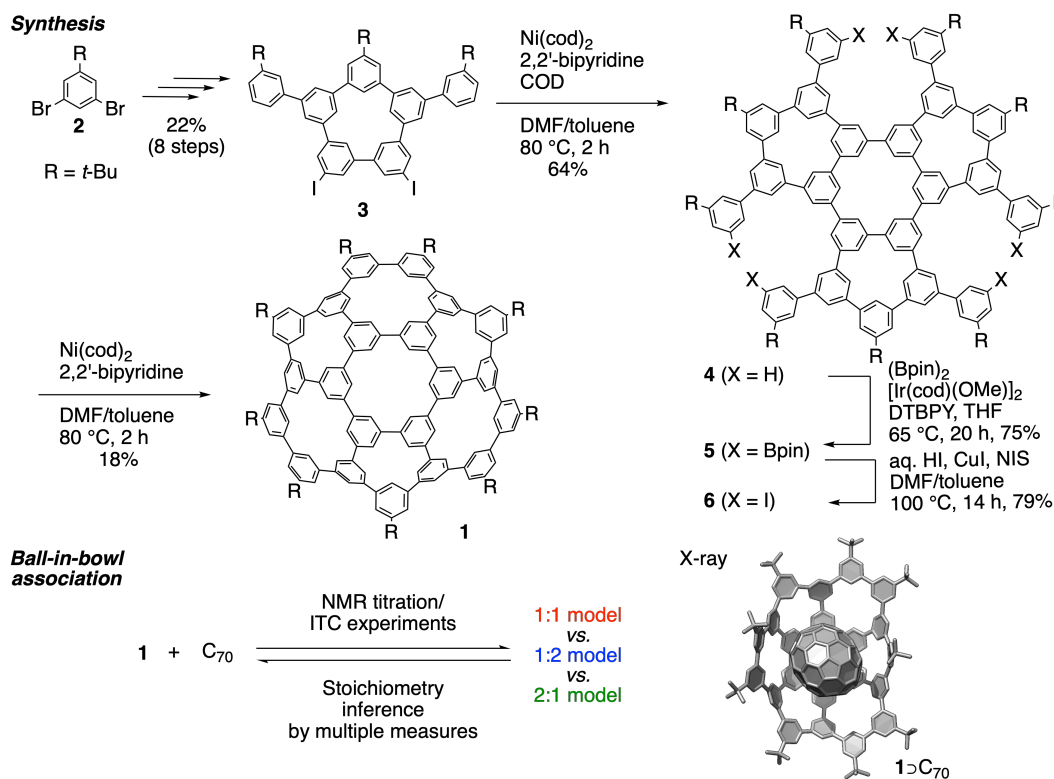 Synthesis
R
Br
Br
2
R = t-Bu
22%
(8 steps)
R
R
R
I
I
3
Ni(cod)2
2,2'-bipyridine
COD
DMF/toluene
80 °C, 2 h
64%
R
X
X
R
R
R
R
R
X
X
X
X
R
R
R
4 (X = H)
(Bpin)2
[Ir(cod)(OMe)]2
DTBPY, THF
65 °C, 20 h, 75%
5 (X = Bpin)
aq. HI, CuI, NIS
DMF/toluene
100 °C, 14 h, 79%
6 (X = I)
Ni(cod)2
2,2'-bipyridine
DMF/toluene
80 °C, 2 h
18%
R
R
R
R
R
R
R
R
R
1
Ball-in-bowl
association
1 + C70
NMR titration/
ITC experiments
Stoichiometry
inference
by multiple measures
1:1 model
vs.
1:2 model
vs.
2:1 model
X-ray
1⊃C70